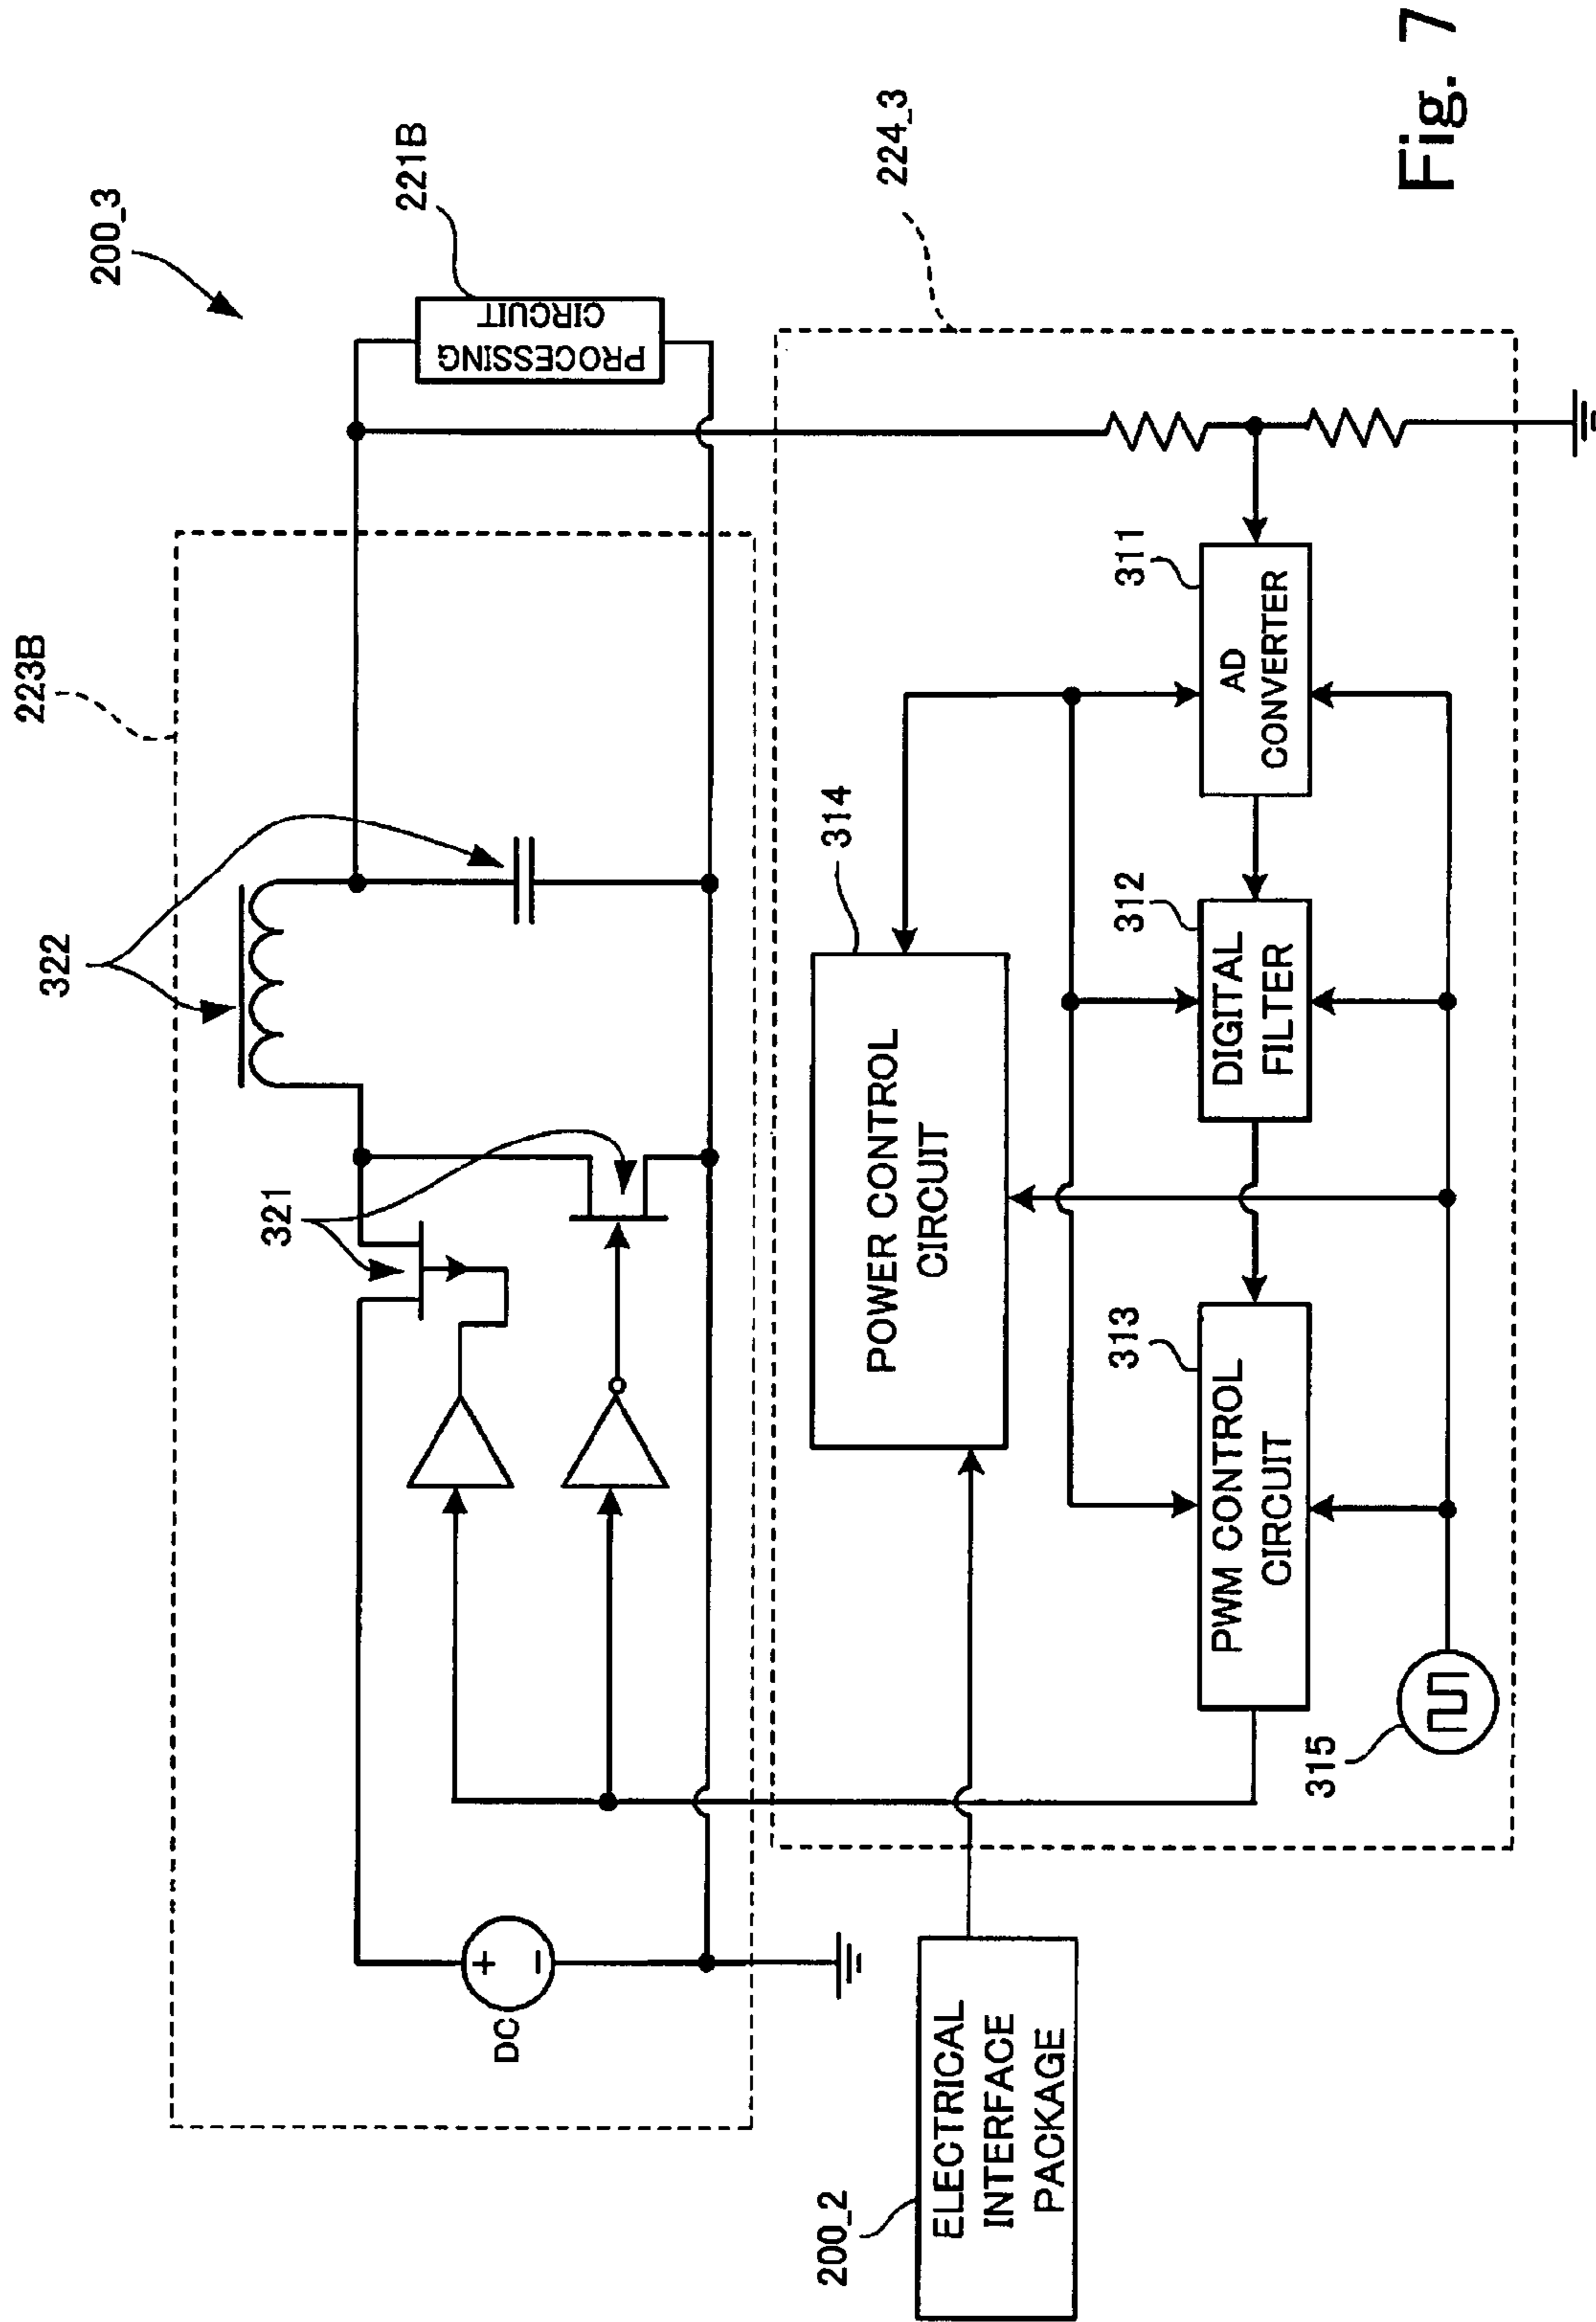 200_3
223B
322
321
DC
+
−
221B
PROCESSING
CIRCUIT
224_3
314
POWER CONTROL
CIRCUIT
311
AD
CONVERTER
312
DIGITAL
FILTER
313
PWM CONTROL
CIRCUIT
315
200_2
ELECTRICAL
INTERFACE
PACKAGE
Fig. 7